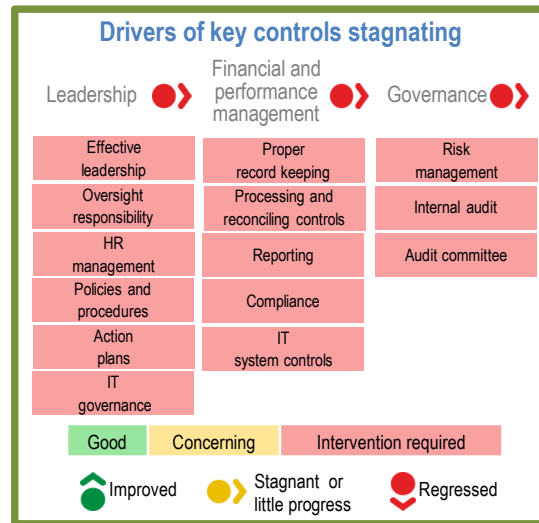 Drivers of key controls stagnating
Leadership
Financial and
performance
management
Governance
Effective
leadership
Oversight
responsibility
HR
management
Policies and
procedures
Action
plans
IT
governance
Proper
record keeping
Processing and
reconciling controls
Reporting
Compliance
IT
system controls
Risk
management
Internal audit
Audit committee
Good
Concerning
Intervention required
Improved
Stagnant or
little progress
Regressed